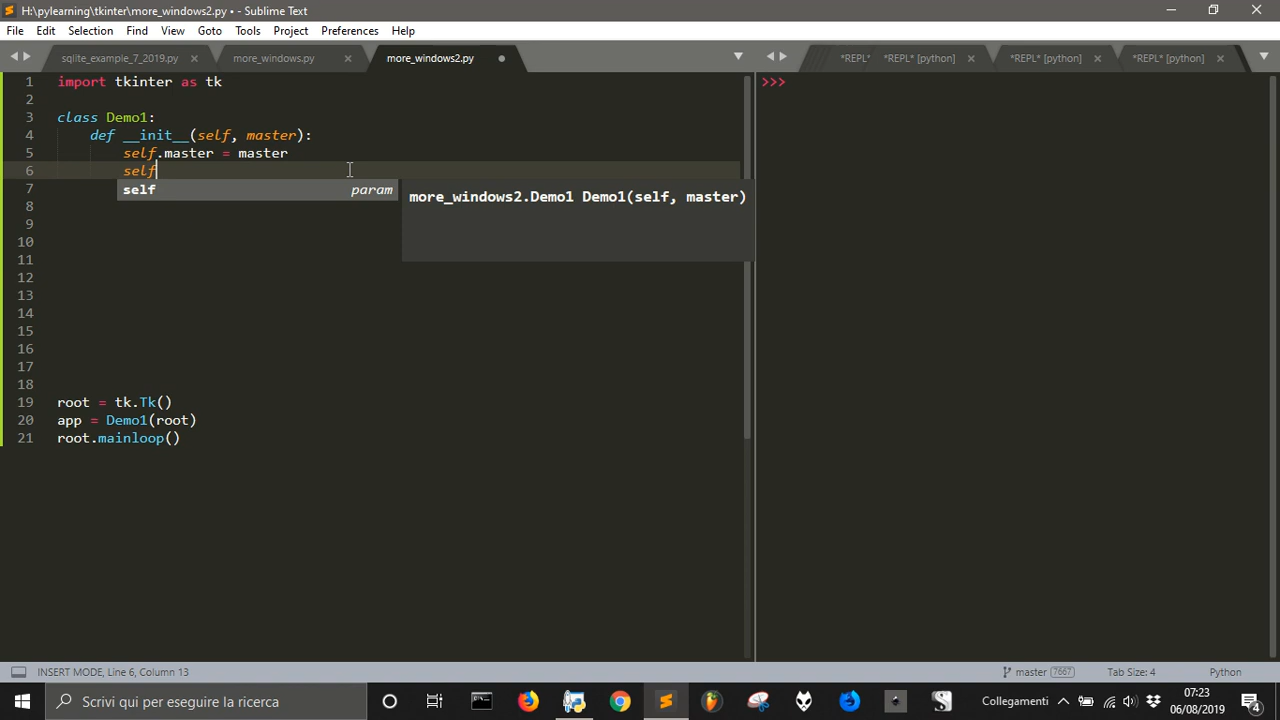 H:\pylearning\tkinter\more_windows2.py • - Sublime Text
File Edit Selection Find View Goto Tools Project Preferences Help
sqlite_example_7_2019.py × more_windows.py × more_windows2.py *REPL* *REPL* [python] × *REPL* [python] × *REPL* [python] ×
1 import tkinter as tk
>>>
2
3 class Demo1:
4 def __init__(self, master):
5 self.master = master
6 self
7 self param
more_windows2.Demo1 Demo1(self, master)
8
9
10
11
12
13
14
15
16
17
18
19 root = tk.Tk()
20 app = Demo1(root)
21 root.mainloop()
INSERT MODE, Line 6, Column 13 master 7667 Tab Size: 4 Python
Scrivi qui per eseguire la ricerca Collegamenti 07:23
06/08/2019 4